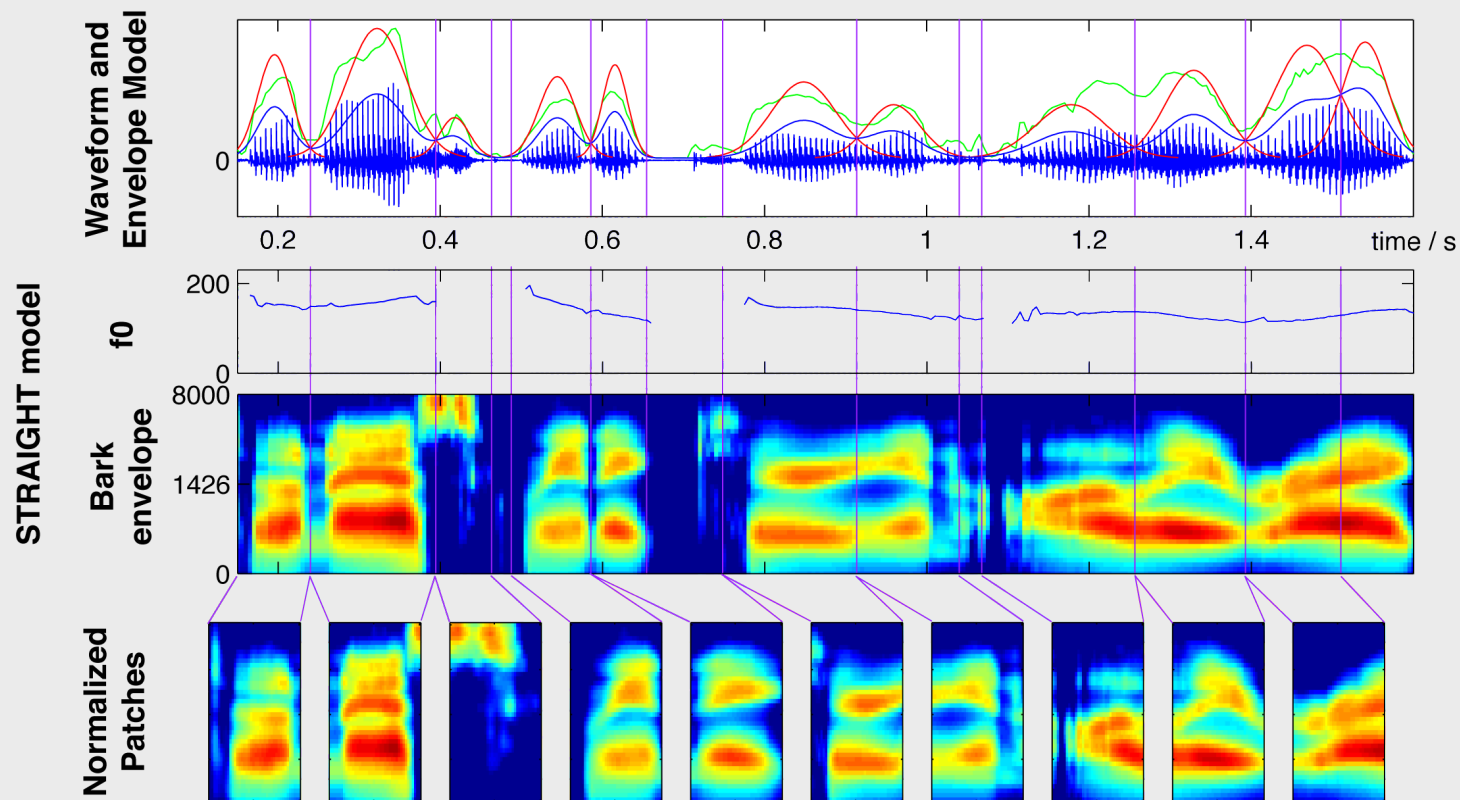 Waveform and
Envelope Model
0
0.2 0.4 0.6 0.8 1 1.2 1.4 time / s
STRAIGHT model
f0
200
0
Bark
envelope
8000
1426
0
Normalized
Patches